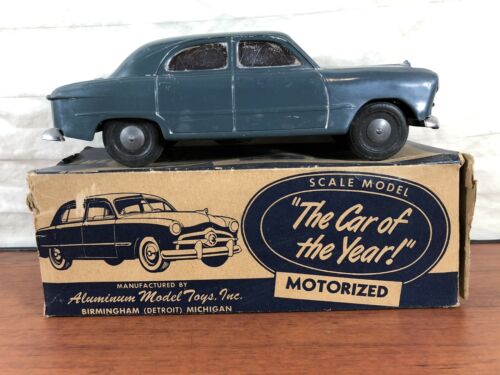 SCALE MODEL
"The Car of
the Year!"
MOTORIZED
MANUFACTURED BY
Aluminum Model Toys, Inc.
BIRMINGHAM (DETROIT) MICHIGAN